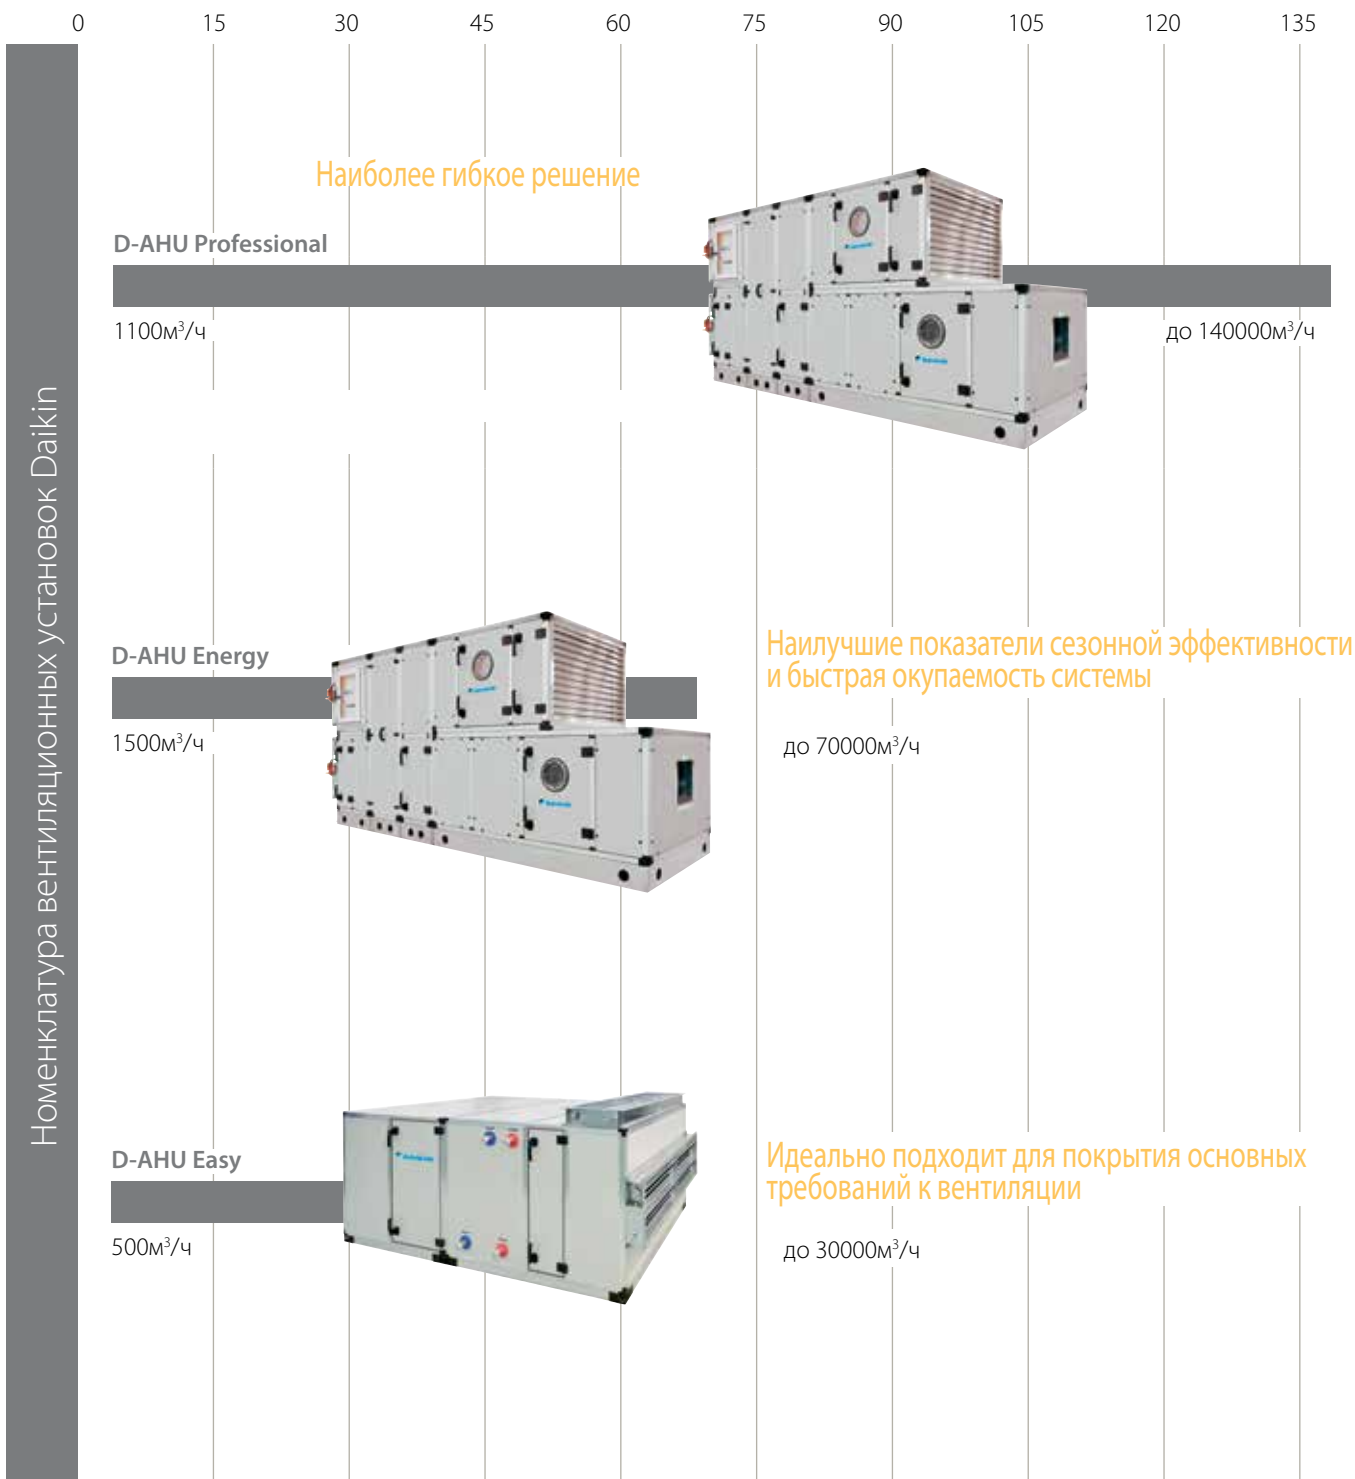 0 15 30 45 60 75 90 105 120 135
Номенклатура вентиляционных установок Daikin
Наиболее гибкое решение
D-AHU Professional
1100м³/ч
до 140000м³/ч
D-AHU Energy
1500м³/ч
Наилучшие показатели сезонной эффективности
и быстрая окупаемость системы
до 70000м³/ч
D-AHU Easy
500м³/ч
Идеально подходит для покрытия основных
требований к вентиляции
до 30000м³/ч